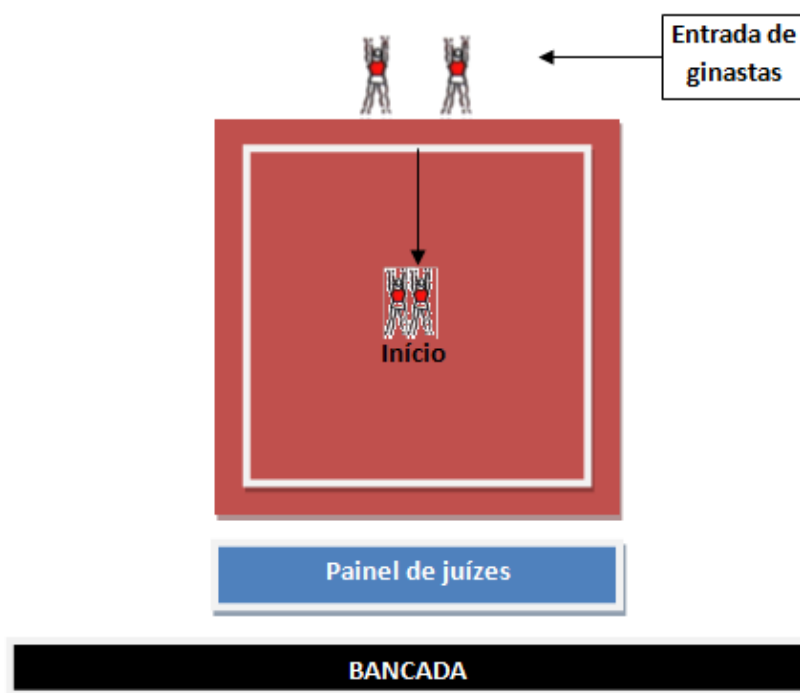 Entrada de
ginastas
Início
Painel de juízes
BANCADA